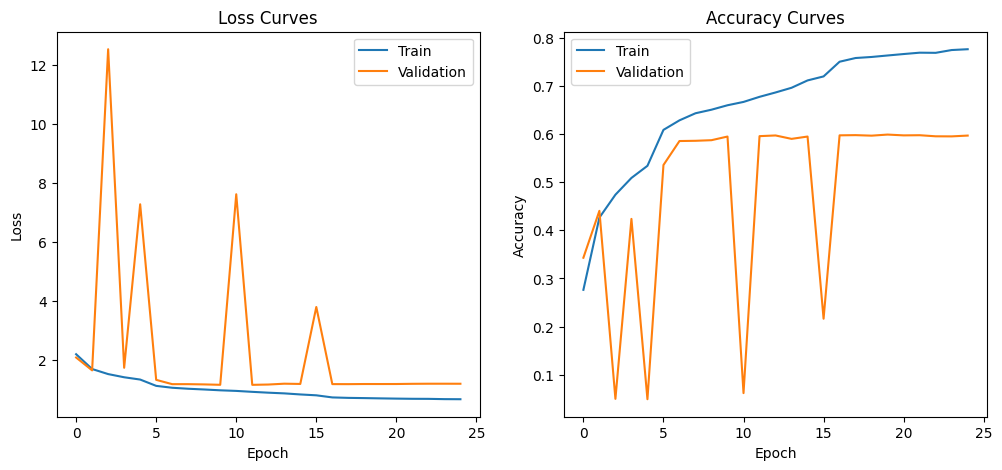 Loss Curves
Train
Validation
12
10
8
6
4
2
Loss
0
5
10
15
20
25
Epoch
Accuracy Curves
Train
Validation
0.8
0.7
0.6
0.5
0.4
0.3
0.2
0.1
Accuracy
0
5
10
15
20
25
Epoch